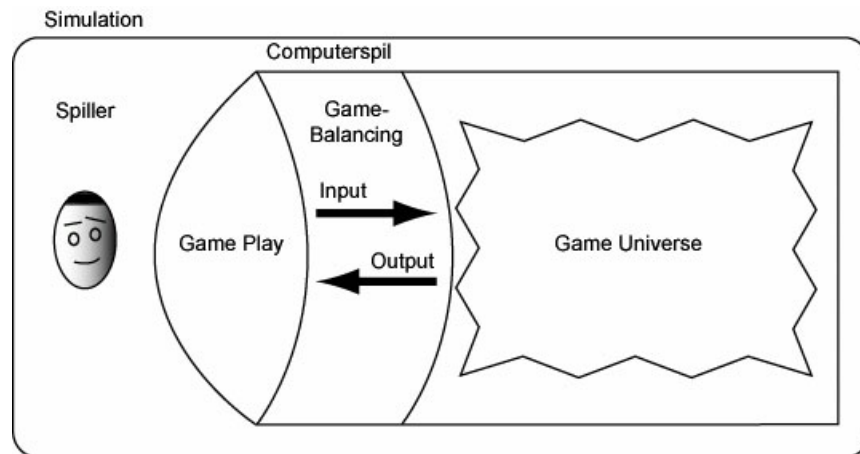 Simulation
Computerspil
Spiller
Game-
Balancing
Input
Game Play
Output
Game Universe